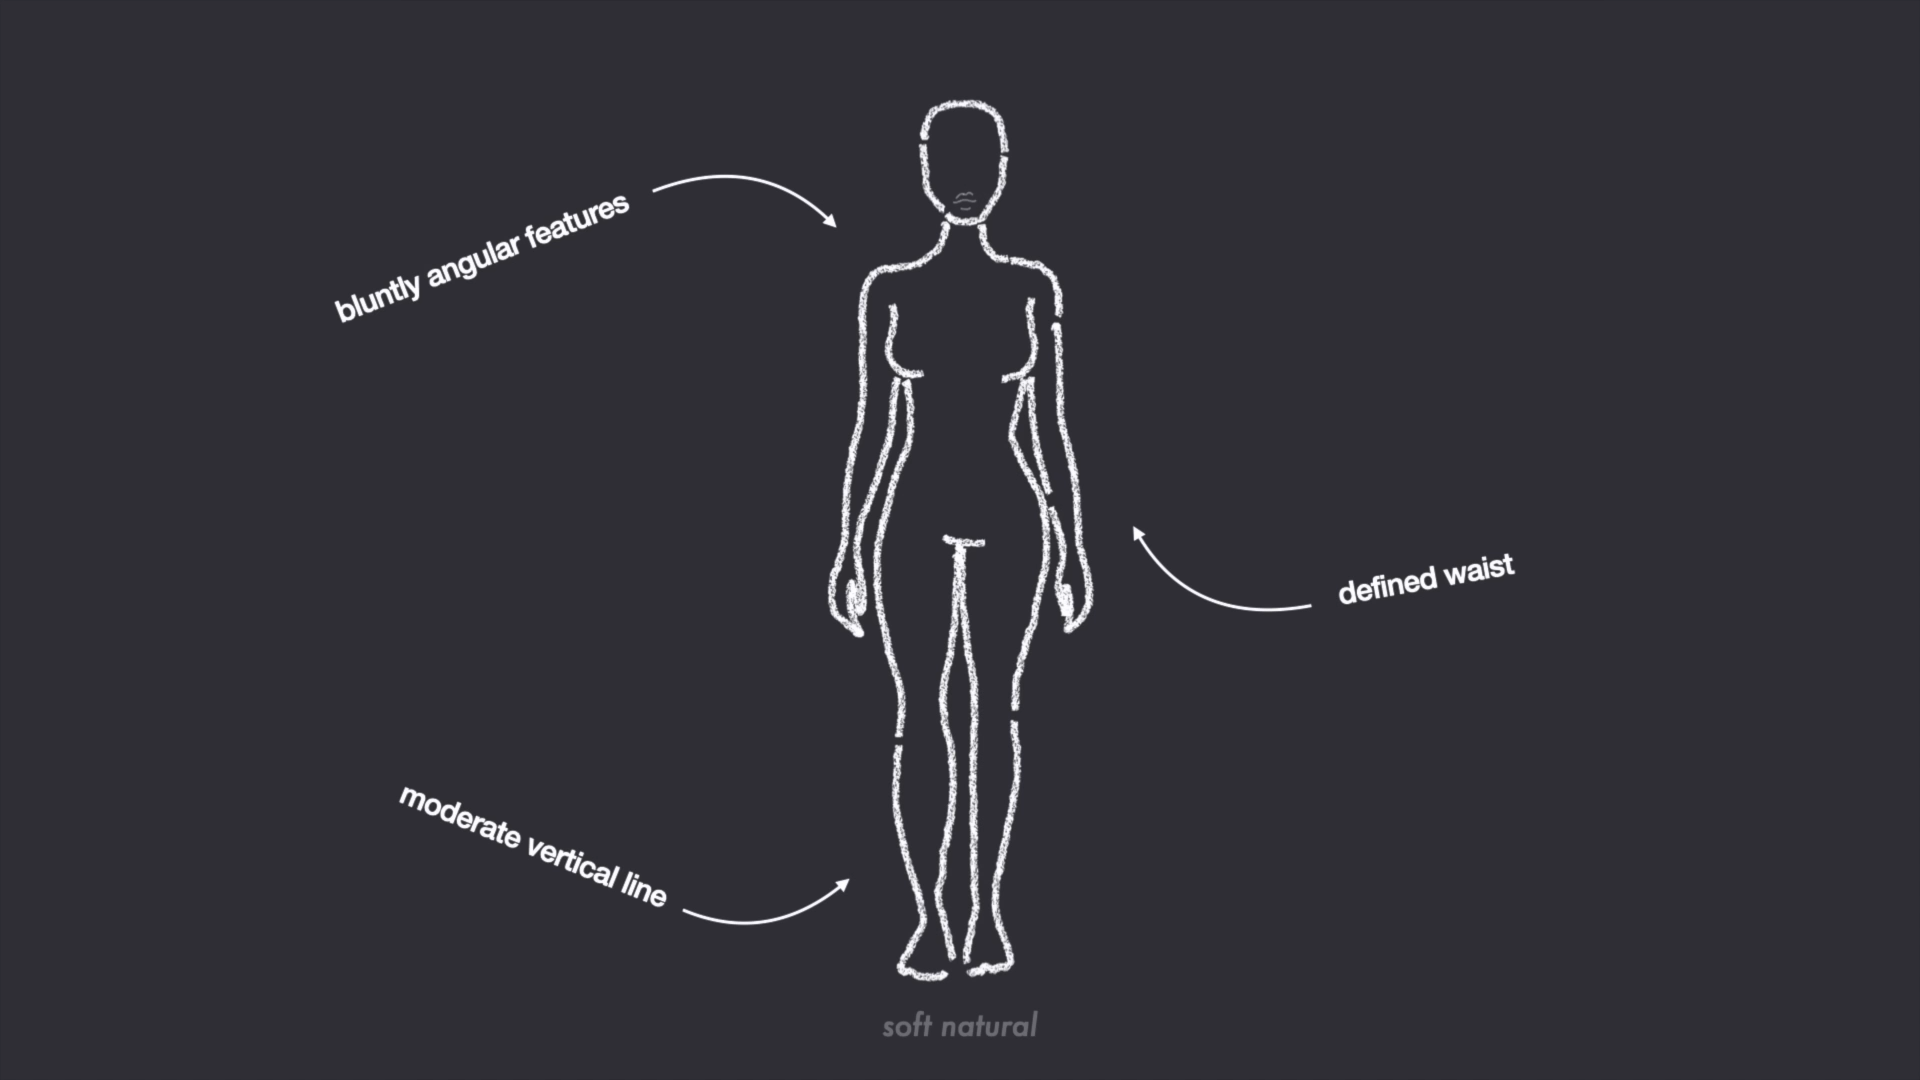 bluntly angular features
defined waist
moderate vertical line
soft natural